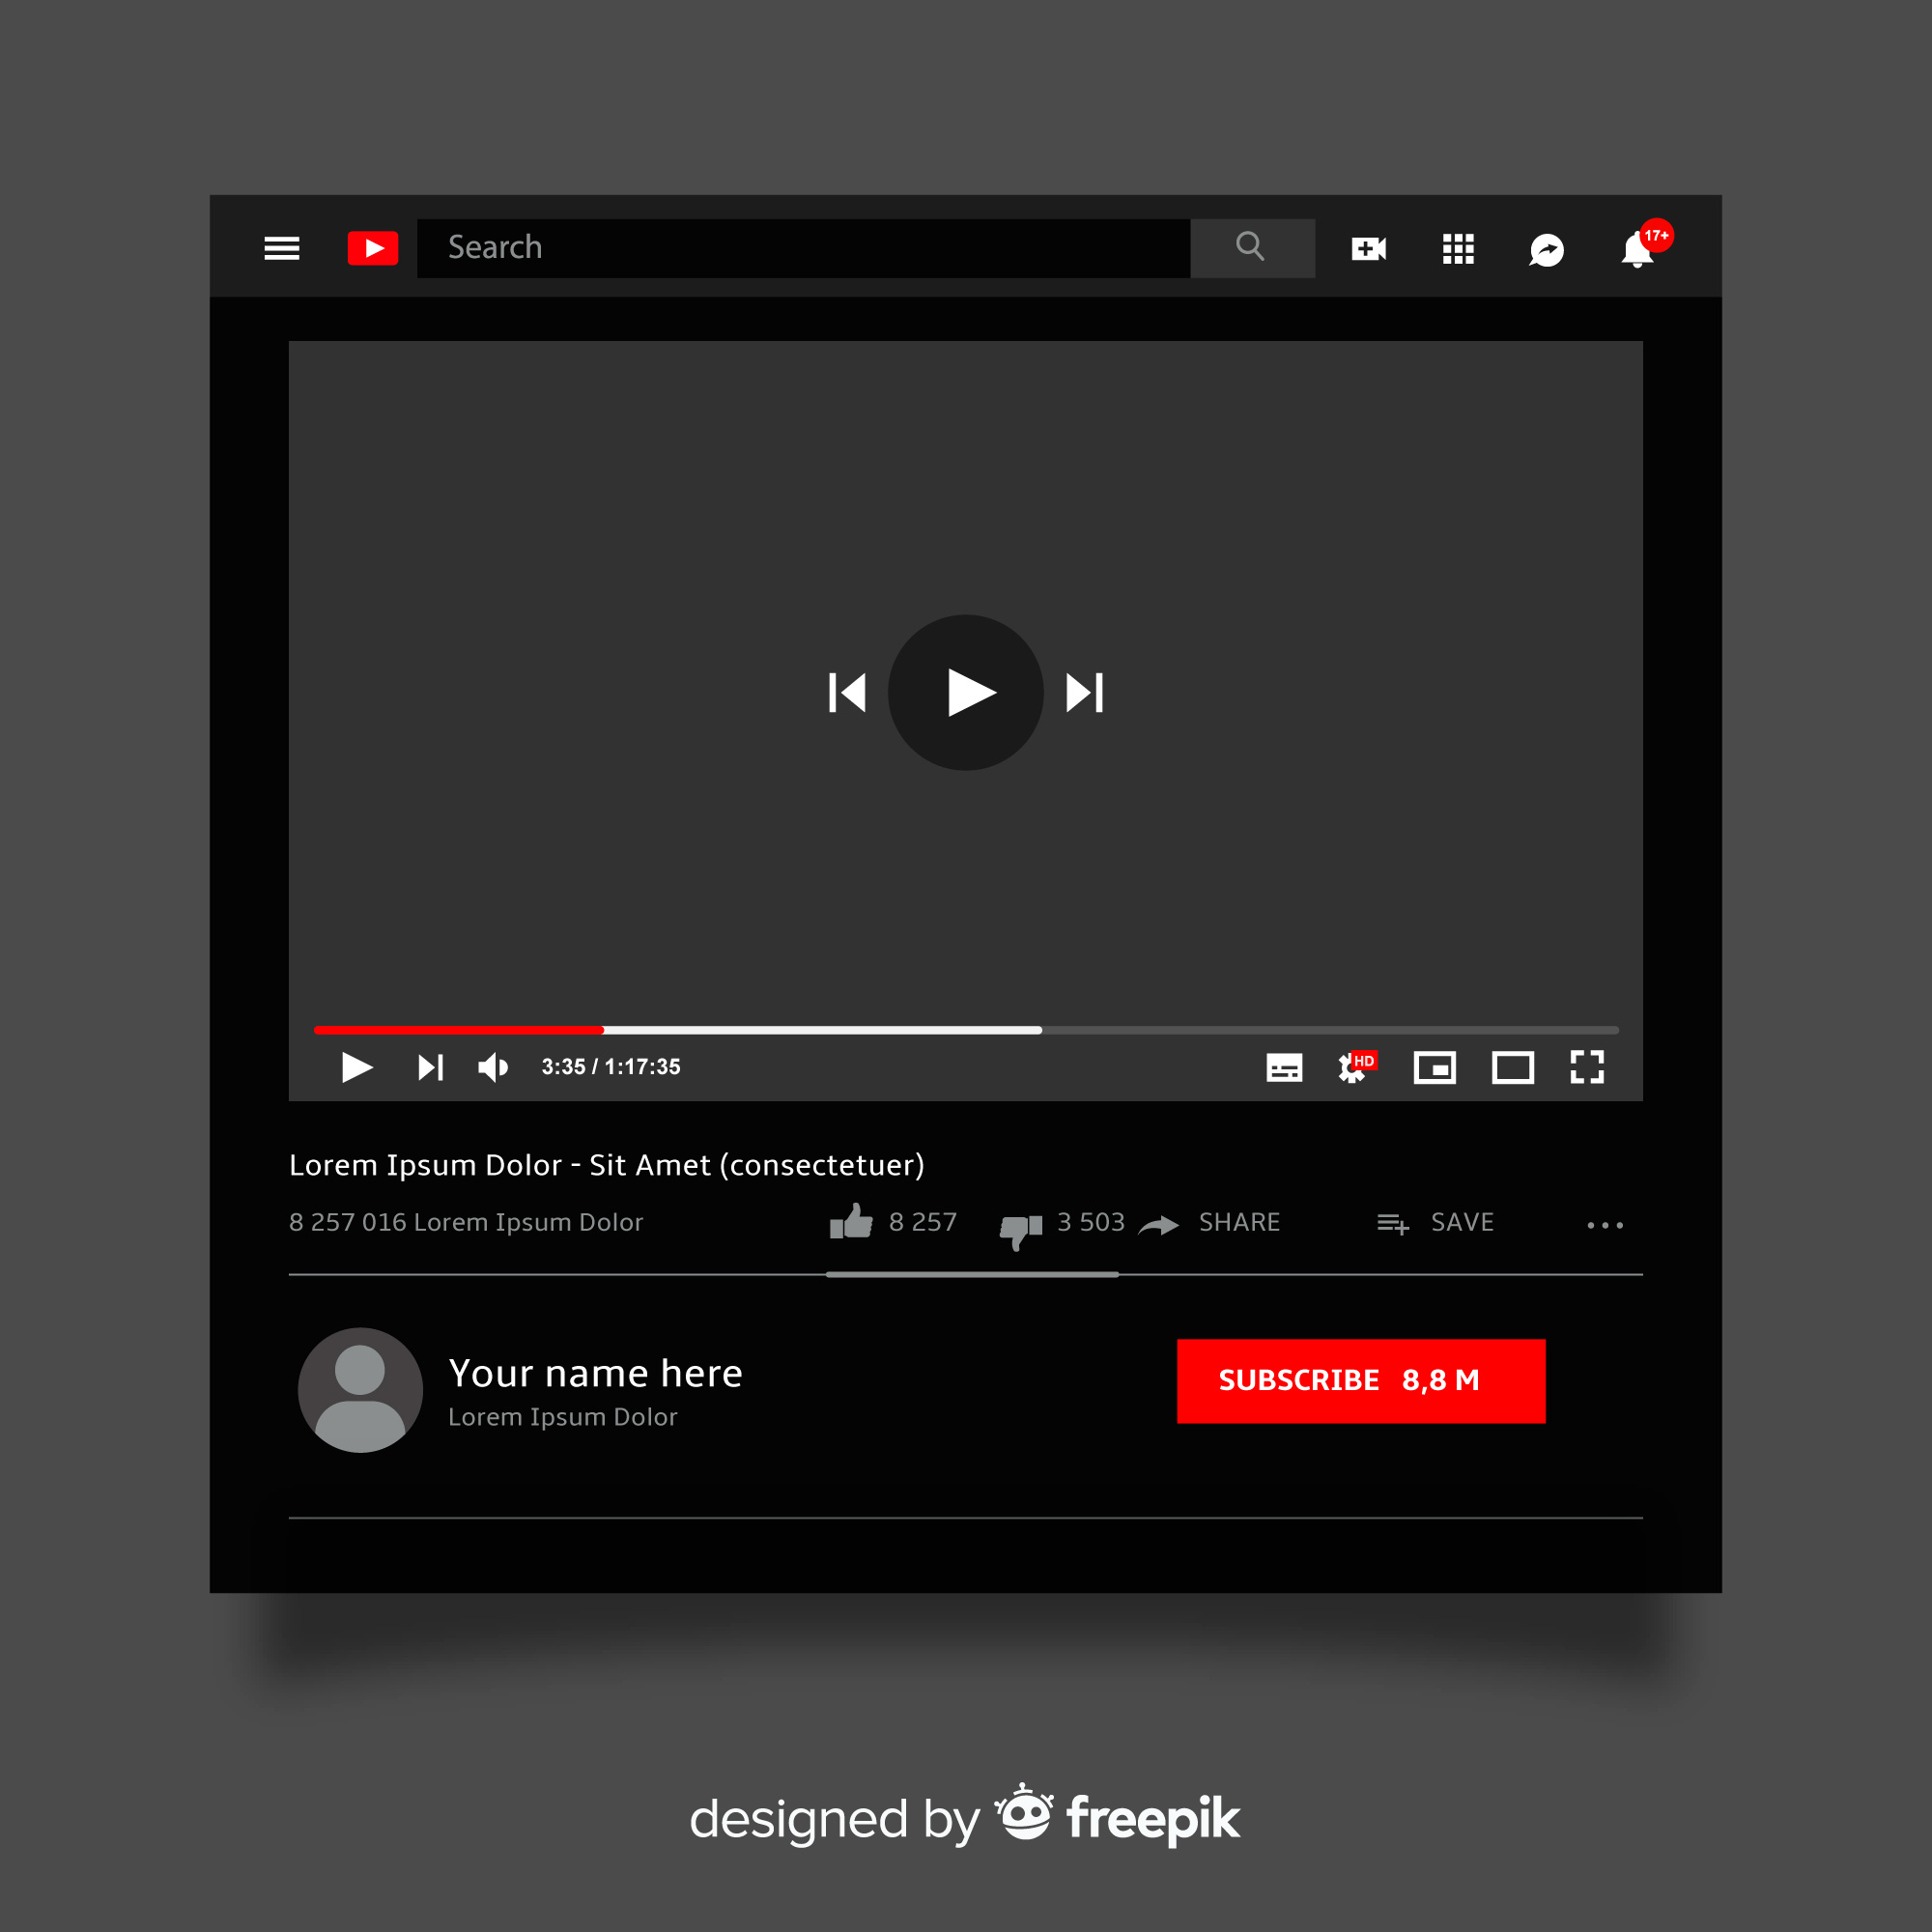 Search
17+
3:35 / 1:17:35
HD
Lorem Ipsum Dolor - Sit Amet (consectetuer)
8 257 016 Lorem Ipsum Dolor 8 257 3 503 SHARE SAVE
Your name here
Lorem Ipsum Dolor
SUBSCRIBE 8,8 M
designed by freepik